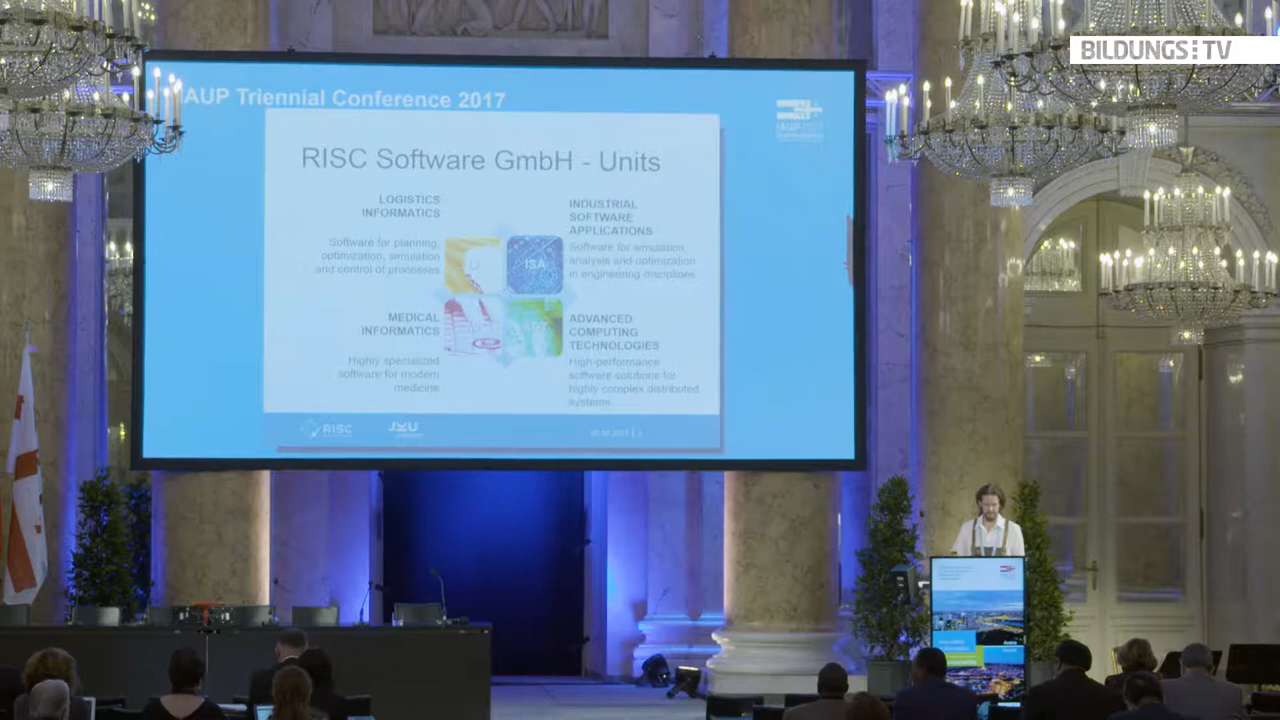 BILDUNGS TV
IAUP Triennial Conference 2017
IAUP 2017
RISC Software GmbH - Units
LOGISTICS
INFORMATICS
Software for planning,
optimization, simulation
and control of processes
INDUSTRIAL
SOFTWARE
APPLICATIONS
Software for simulation
analysis and optimization
in engineering disciplines
ISA
MEDICAL
INFORMATICS
Highly specialized
software for modern
medicine
ADVANCED
COMPUTING
TECHNOLOGIES
High-performance
software solutions for
highly complex distributed
systems.
RISC
JKU